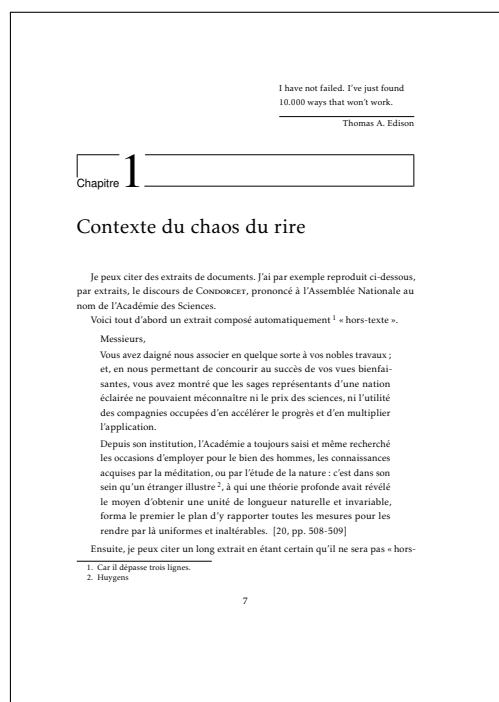 I have not failed. I've just found
10.000 ways that won't work.
Thomas A. Edison
Chapitre 1
Contexte du chaos du rire
Je peux citer des extraits de documents. J'ai par exemple reproduit ci-dessous,
par extraits, le discours de Condorcet, prononcé à l'Assemblée Nationale au
nom de l'Académie des Sciences.
Voici tout d'abord un extrait composé automatiquement 1 « hors-texte ».
Messieurs,
Vous avez daigné nous associer en quelque sorte à vos nobles travaux ;
et, en nous permettant de concourir au succès de vos vues bienfai-
santes, vous avez montré que les sages représentants d'une nation
éclairée ne pouvaient méconnaître ni le prix des sciences, ni l'utilité
des compagnies occupées d'en accélérer le progrès et d'en multiplier
l'application.
Depuis son institution, l'Académie a toujours saisi et même recherché
les occasions d'employer pour le bien des hommes, les connaissances
acquises par la méditation, ou par l'étude de la nature : c'est dans son
sein qu'un étranger illustre 2, à qui une théorie profonde avait révélé
le moyen d'obtenir une unité de longueur naturelle et invariable,
forma le premier le plan d'y rapporter toutes les mesures pour les
rendre par là uniformes et inaltérables. [20, pp. 508-509]
Ensuite, je peux citer un long extrait en étant certain qu'il ne sera pas « hors-
1. Car il dépasse trois lignes.
2. Huygens
7